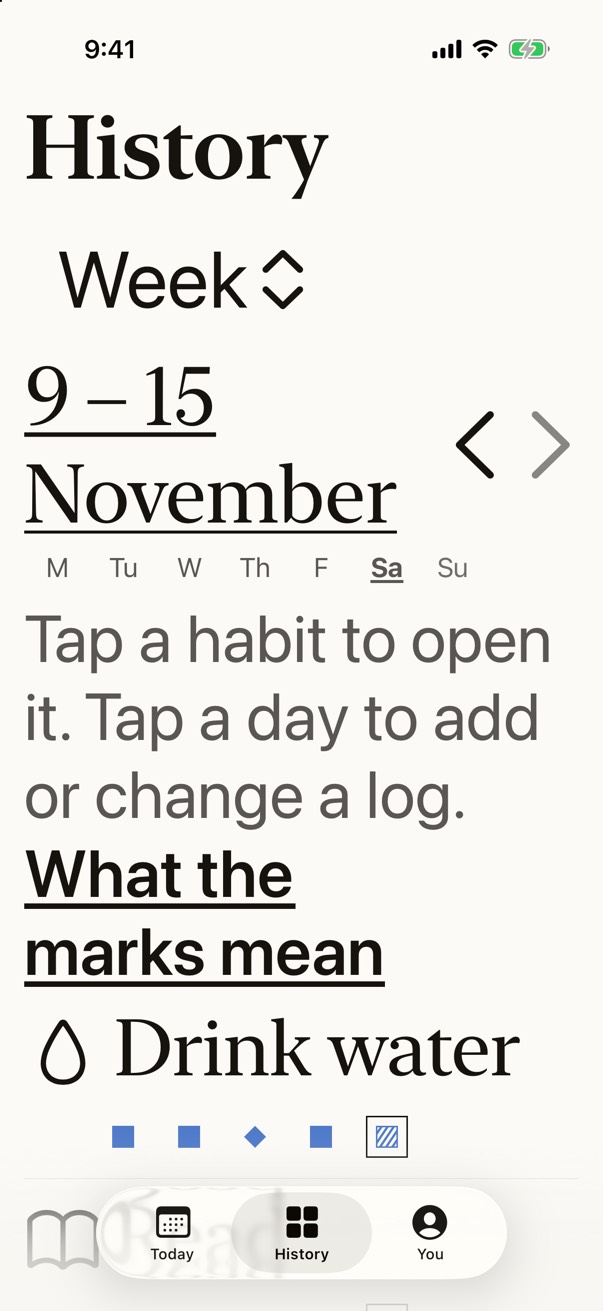 9:41
History
Week
9 – 15
November
M Tu W Th F Sa Su
Tap a habit to open
it. Tap a day to add
or change a log.
What the
marks mean
Drink water
Read
Today History You